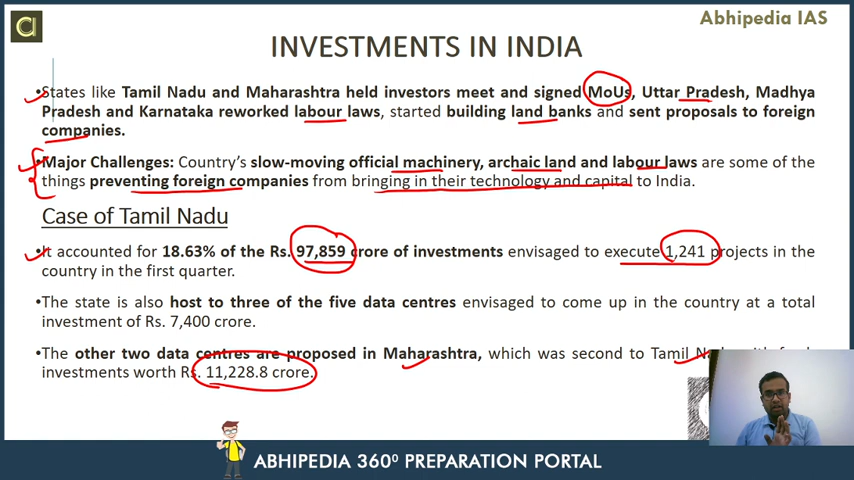 Abhipedia IAS
a
INVESTMENTS IN INDIA
•States like Tamil Nadu and Maharashtra held investors meet and signed MoUs, Uttar Pradesh, Madhya
Pradesh and Karnataka reworked labour laws, started building land banks and sent proposals to foreign
companies.
•Major Challenges: Country's slow-moving official machinery, archaic land and labour laws are some of the
things preventing foreign companies from bringing in their technology and capital to India.
Case of Tamil Nadu
•It accounted for 18.63% of the Rs. 97,859 crore of investments envisaged to execute 1,241 projects in the
country in the first quarter.
•The state is also host to three of the five data centres envisaged to come up in the country at a total
investment of Rs. 7,400 crore.
•The other two data centres are proposed in Maharashtra, which was second to Tamil
investments worth Rs. 11,228.8 crore.
ABHIPEDIA 360⁰ PREPARATION PORTAL